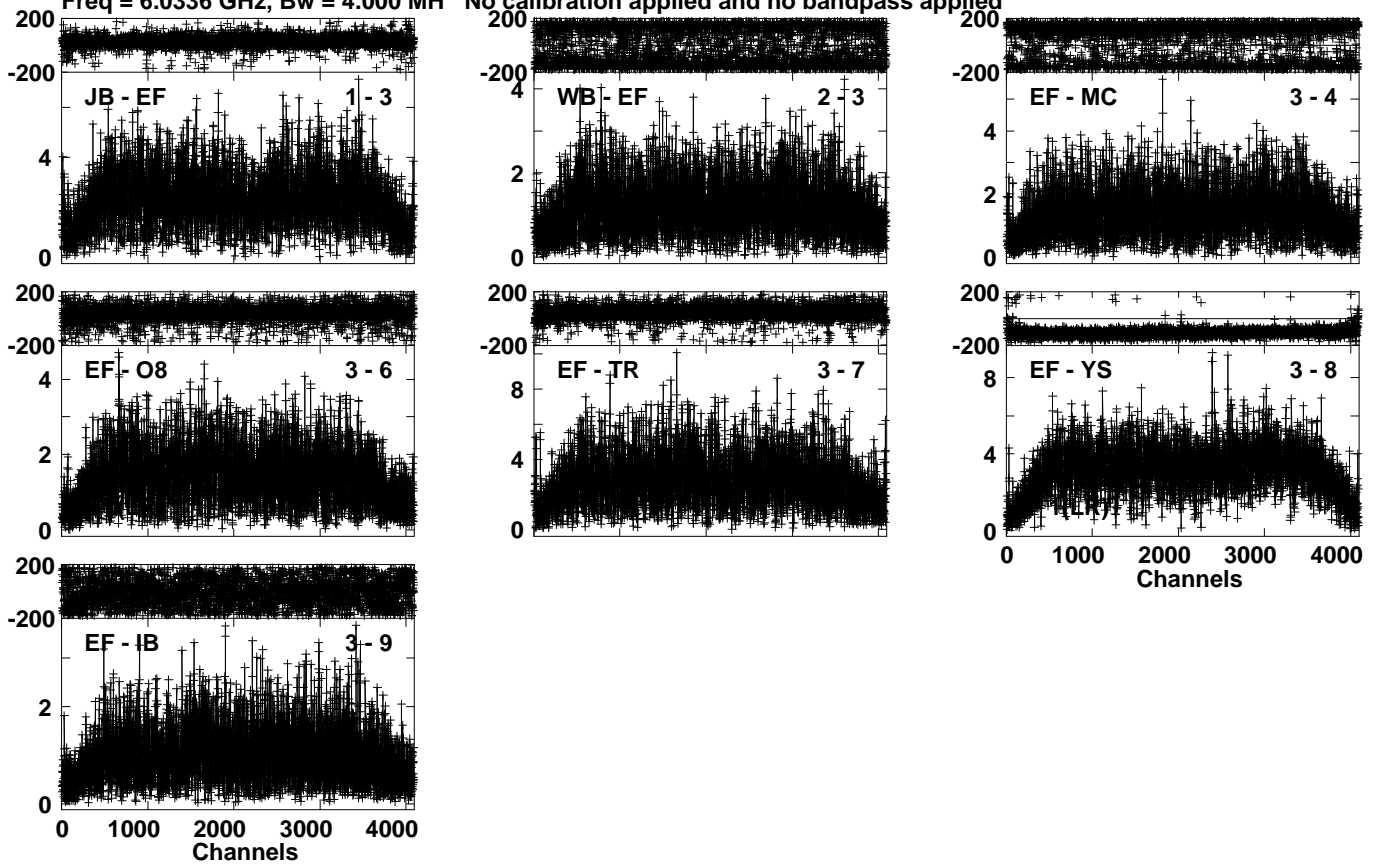 Freq = 6.0336 GHz, Bw = 4.000 MH No calibration applied and no bandpass applied
200 200 200
-200 -200 -200
JB - EF 1 - 3 WB - EF 2 - 3 EF - MC 3 - 4
4 4 4
2 2
0 0 0
200 200 200
-200 -200 -200
EF - O8 3 - 6 EF - TR 3 - 7 EF - YS 3 - 8
4 8 8
2 4 4
0 0 0
0 1000 2000 3000 4000
Channels
200
-200
EF - IB 3 - 9
2
0
0 1000 2000 3000 4000
Channels